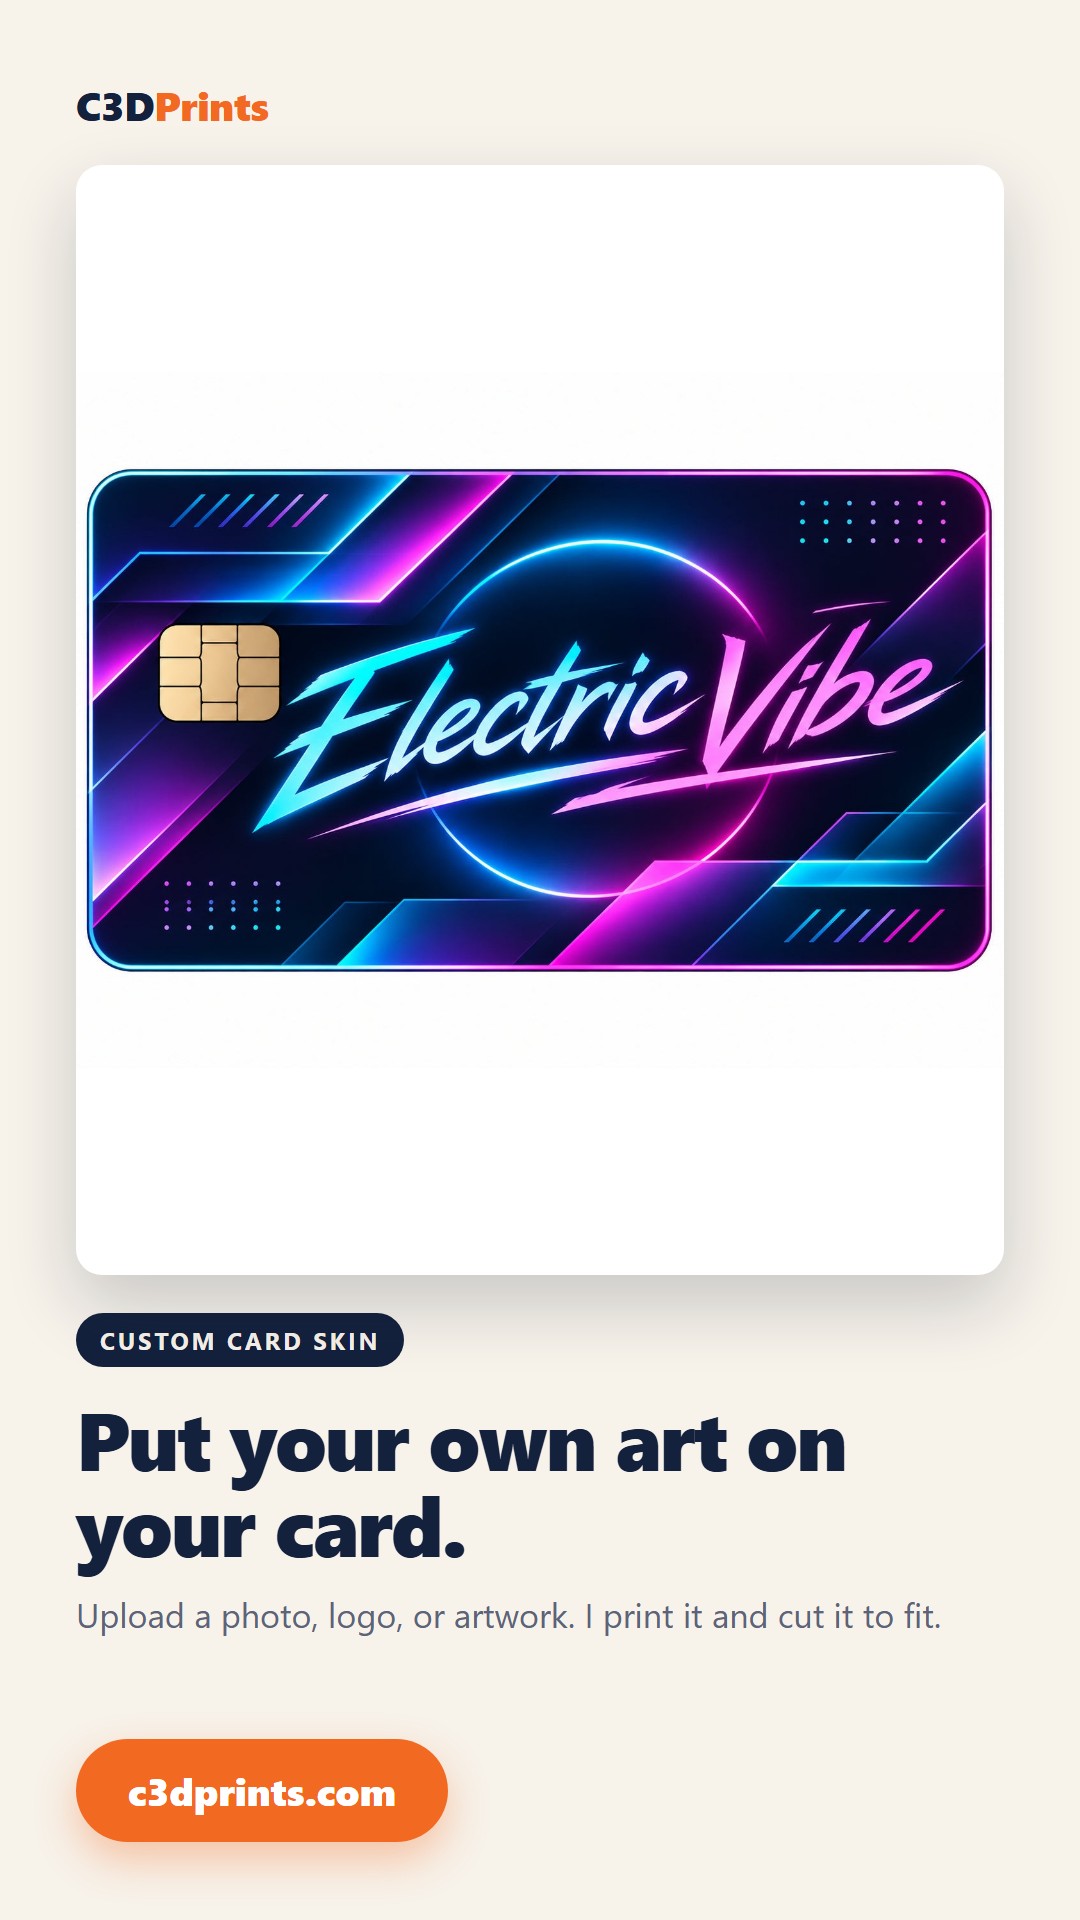 C3DPrints
Electric Vibe
CUSTOM CARD SKIN
Put your own art on
your card.
Upload a photo, logo, or artwork. I print it and cut it to fit.
c3dprints.com